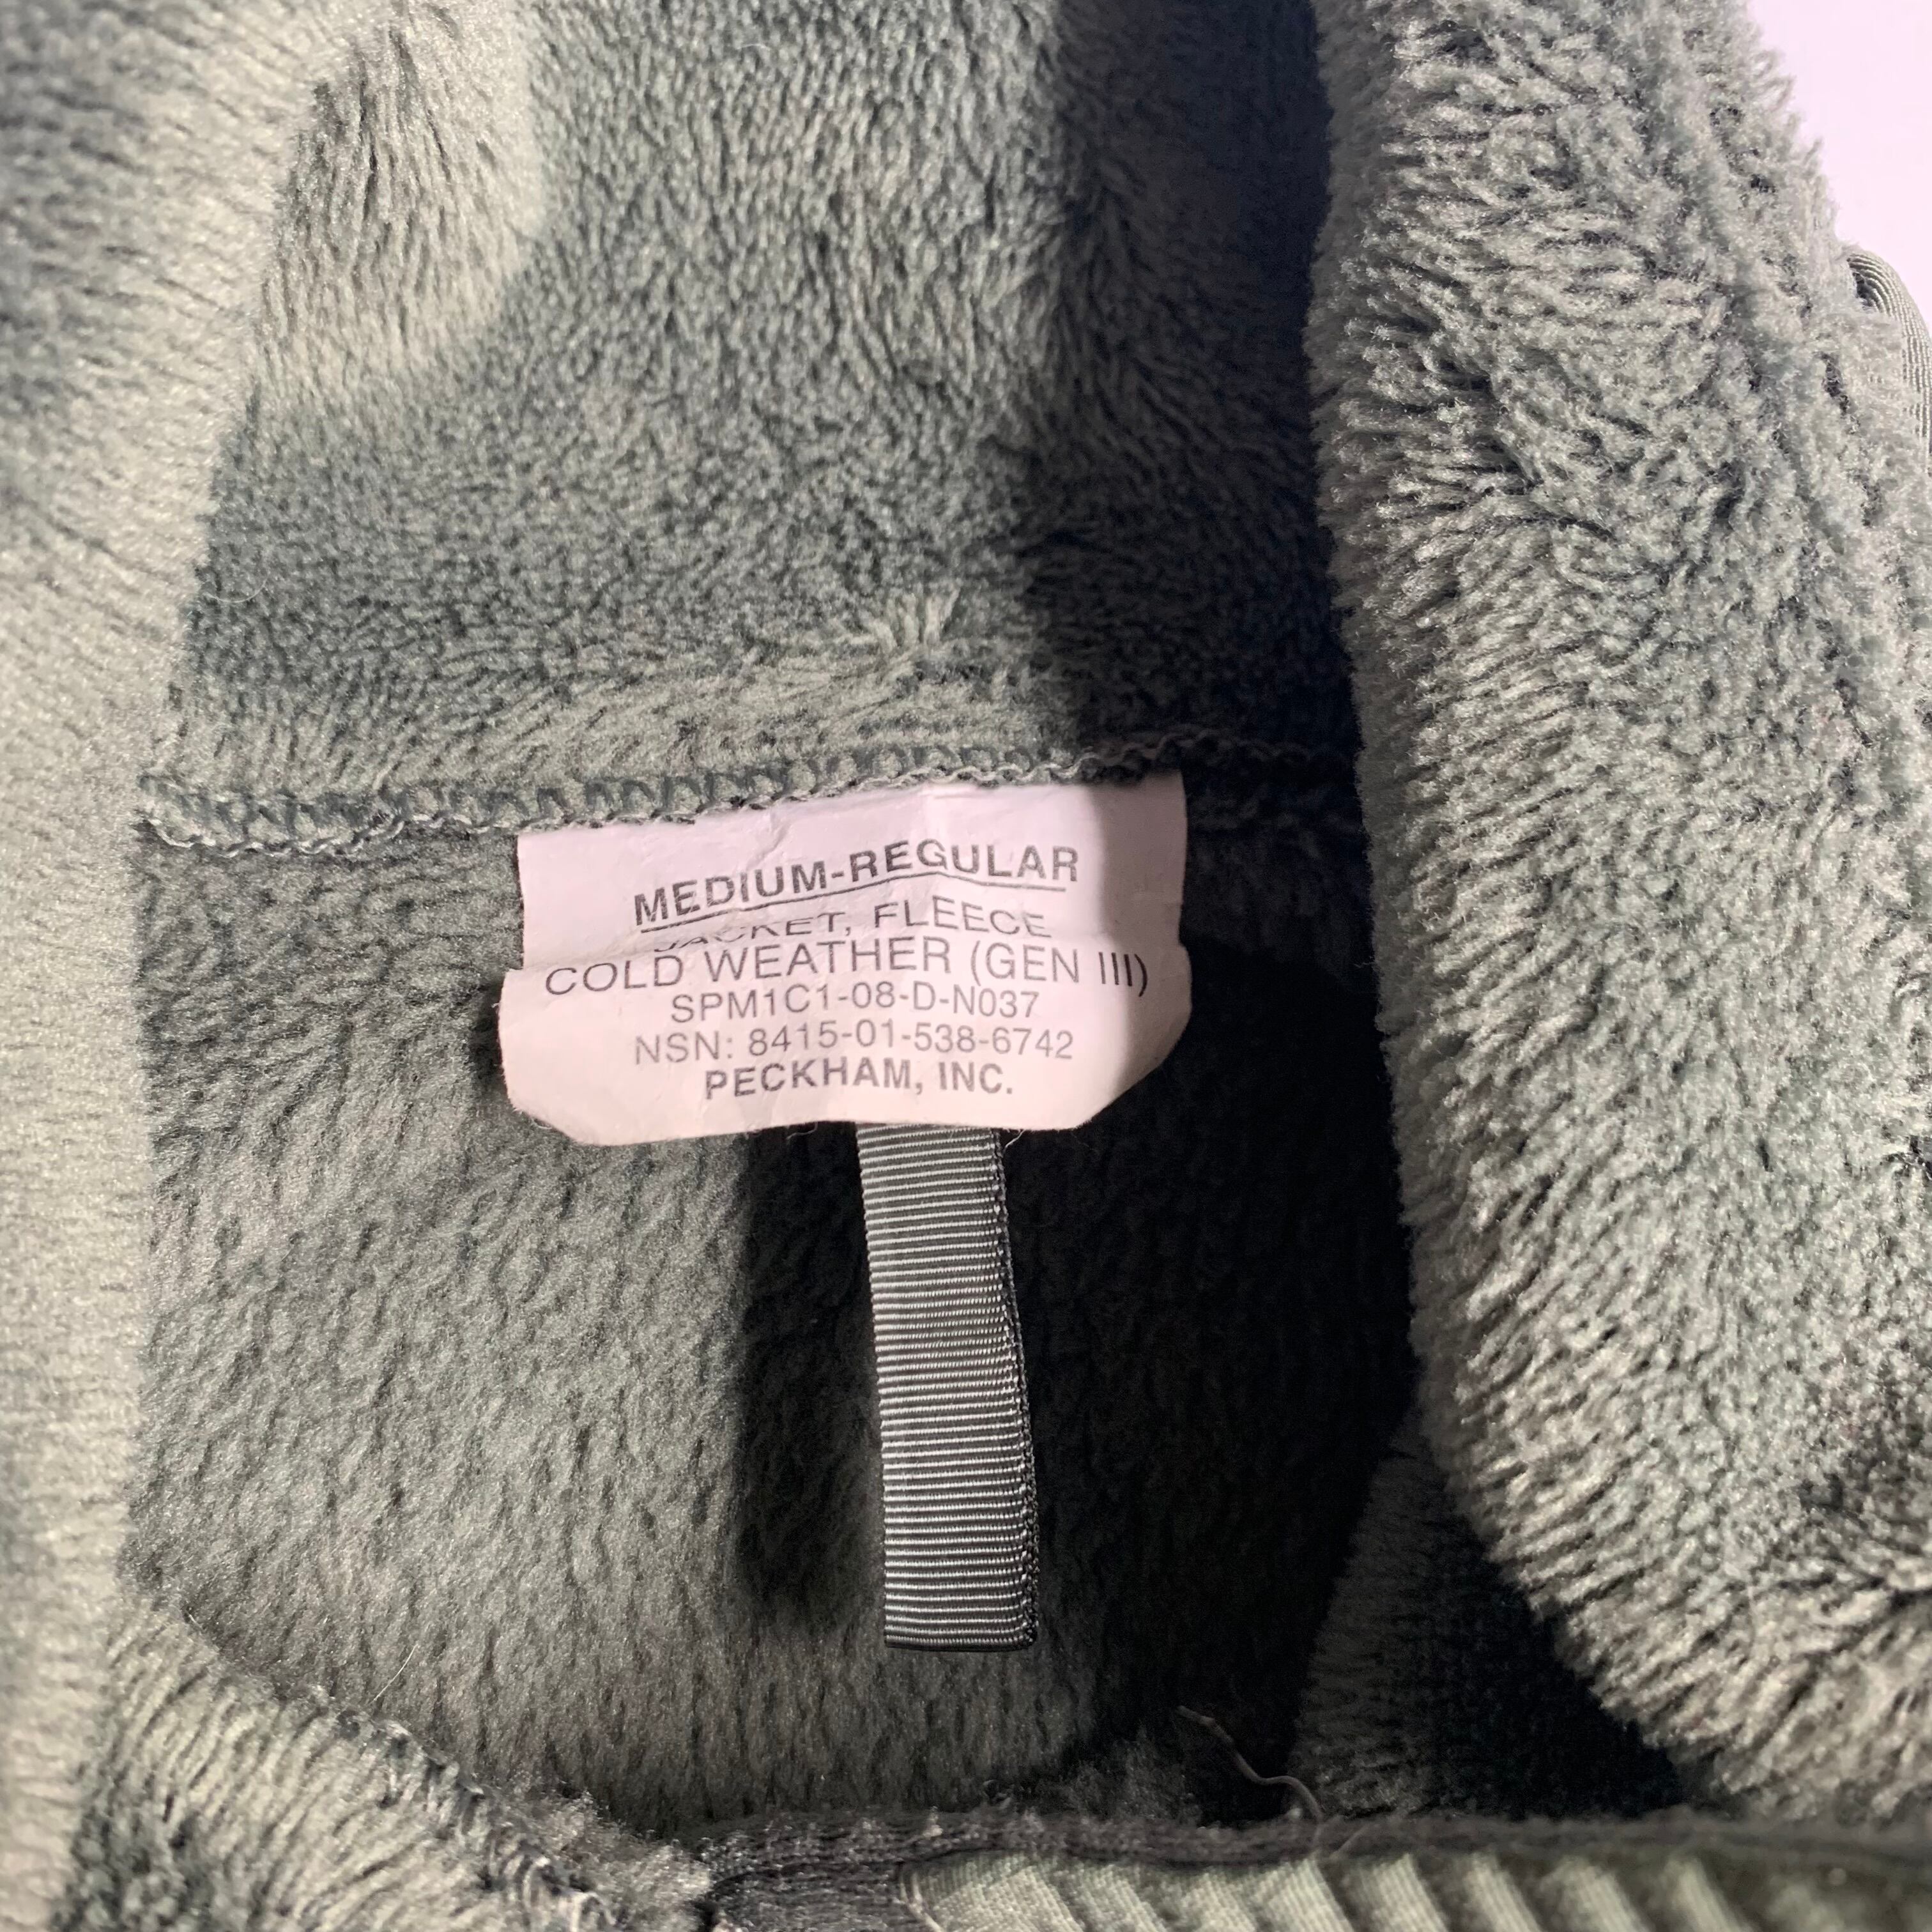 MEDIUM-REGULAR
JACKET, FLEECE
COLD WEATHER (GEN III)
SPM1C1-08-D-N037
NSN: 8415-01-538-6742
PECKHAM, INC.